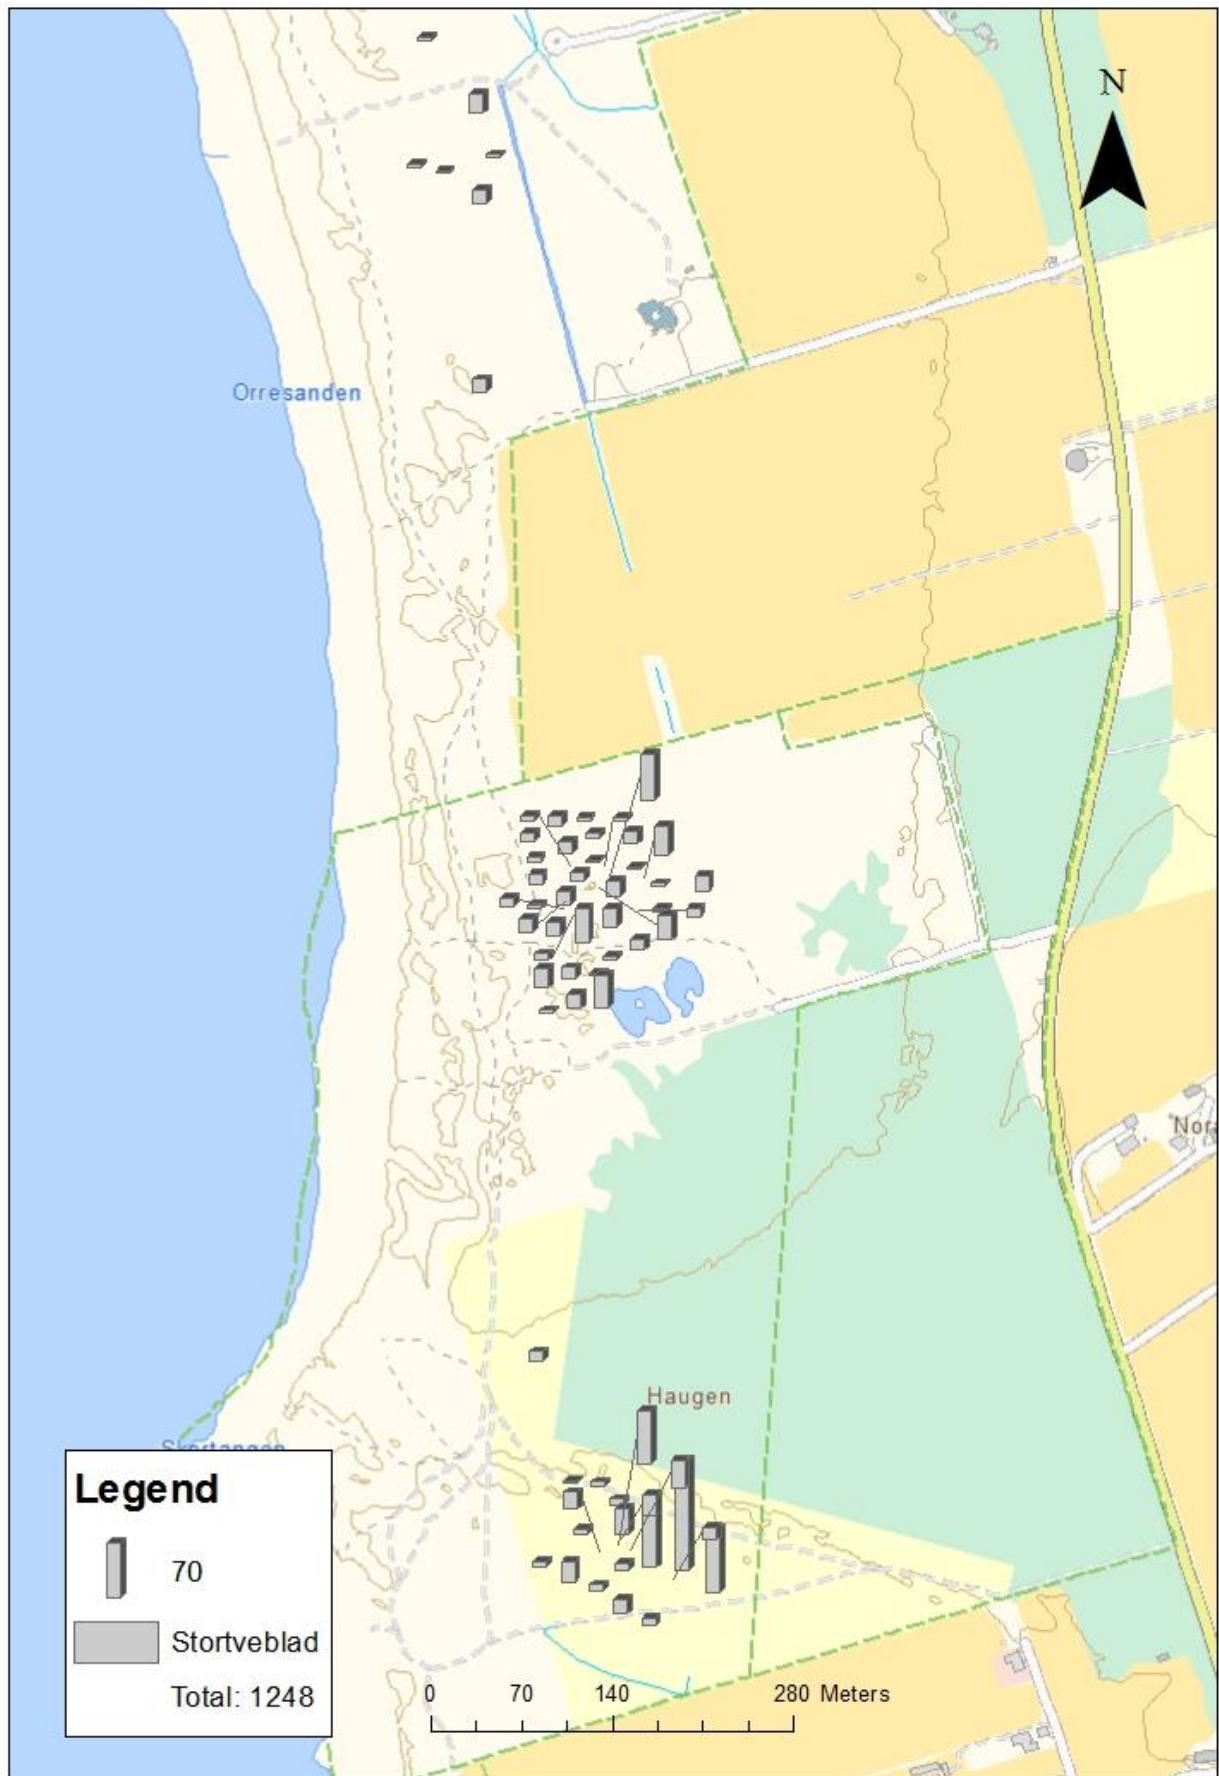 N
Orresanden
Haugen
Legend
70
Stortveblad
Total: 1248
0 70 140 280 Meters